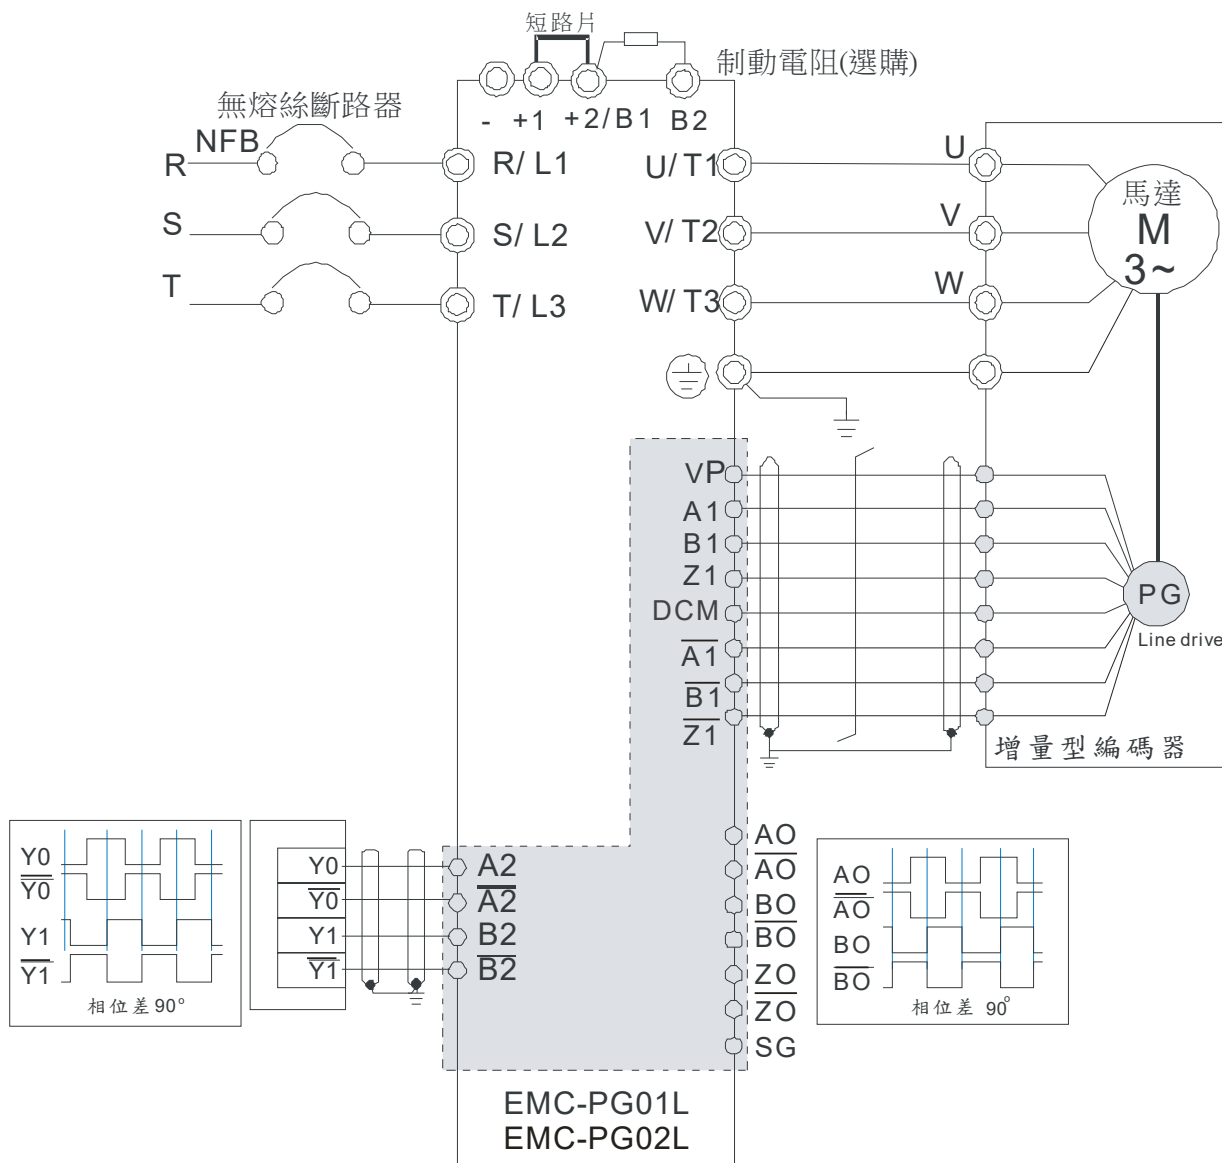 短路片
制動電阻(選購)
- +1 +2/B1 B2
無熔絲斷路器
NFB
R
R/ L1
U/ T1
U
S
S/ L2
V/ T2
V
T
T/ L3
W/ T3
W
馬達
M
3~
VP
A1
B1
Z1
DCM
A1
B1
Z1
PG
Line drive
增量型編碼器
Y0
Y0
Y1
Y1
相位差90°
Y0
Y0
Y1
Y1
A2
A2
B2
B2
AO
AO
BO
BO
ZO
ZO
SG
AO
AO
BO
BO
相位差 90°
EMC-PG01L
EMC-PG02L